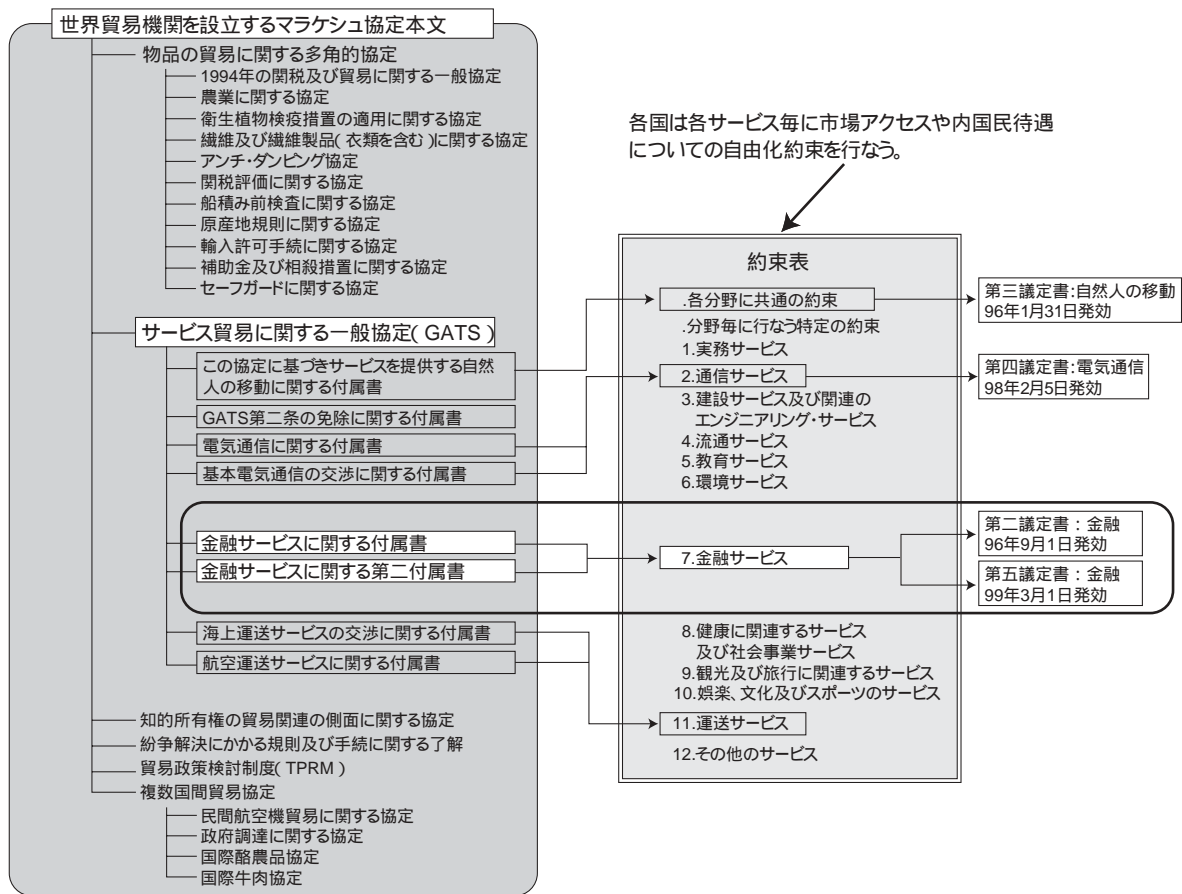 世界貿易機関を設立するマラケシュ協定本文
物品の貿易に関する多角的協定
1994年の関税及び貿易に関する一般協定
農業に関する協定
衛生植物検疫措置の適用に関する協定
繊維及び繊維製品(衣類を含む)に関する協定
アンチ・ダンピング協定
関税評価に関する協定
船積み前検査に関する協定
原産地規則に関する協定
輸入許可手続に関する協定
補助金及び相殺措置に関する協定
セーフガードに関する協定
サービス貿易に関する一般協定(GATS)
この協定に基づきサービスを提供する自然
人の移動に関する付属書
GATS第二条の免除に関する付属書
電気通信に関する付属書
基本電気通信の交渉に関する付属書
金融サービスに関する付属書
金融サービスに関する第二付属書
海上運送サービスの交渉に関する付属書
航空運送サービスに関する付属書
知的所有権の貿易関連の側面に関する協定
紛争解決にかかる規則及び手続に関する了解
貿易政策検討制度(TPRM)
複数国間貿易協定
民間航空機貿易に関する協定
政府調達に関する協定
国際酪農品協定
国際牛肉協定
各国は各サービス毎に市場アクセスや内国民待遇
についての自由化約束を行なう。
約束表
.各分野に共通の約束
.分野毎に行なう特定の約束
1.実務サービス
2.通信サービス
3.建設サービス及び関連の
エンジニアリング・サービス
4.流通サービス
5.教育サービス
6.環境サービス
7.金融サービス
8.健康に関連するサービス
及び社会事業サービス
9.観光及び旅行に関連するサービス
10.娯楽、文化及びスポーツのサービス
11.運送サービス
12.その他のサービス
第三議定書:自然人の移動
96年1月31日発効
第四議定書:電気通信
98年2月5日発効
第二議定書:金融
96年9月1日発効
第五議定書:金融
99年3月1日発効